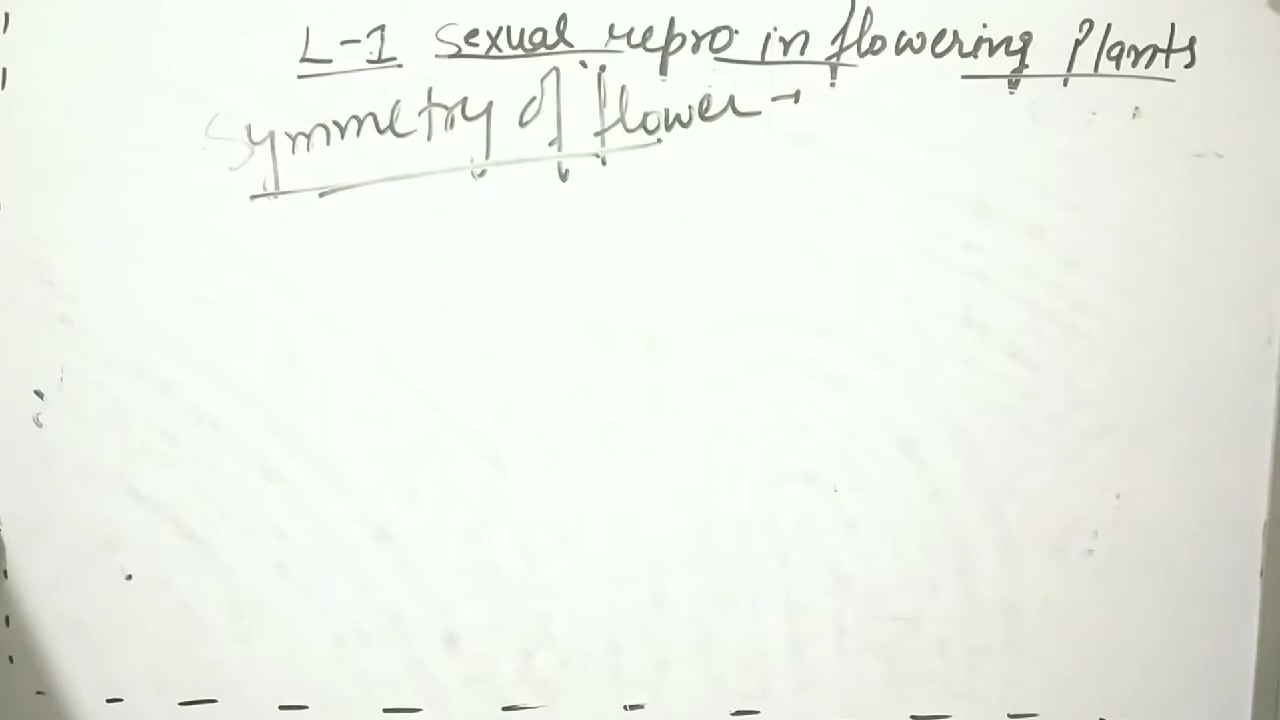 L-1 Sexual repro in flowering Plants
Symmetry of flower →